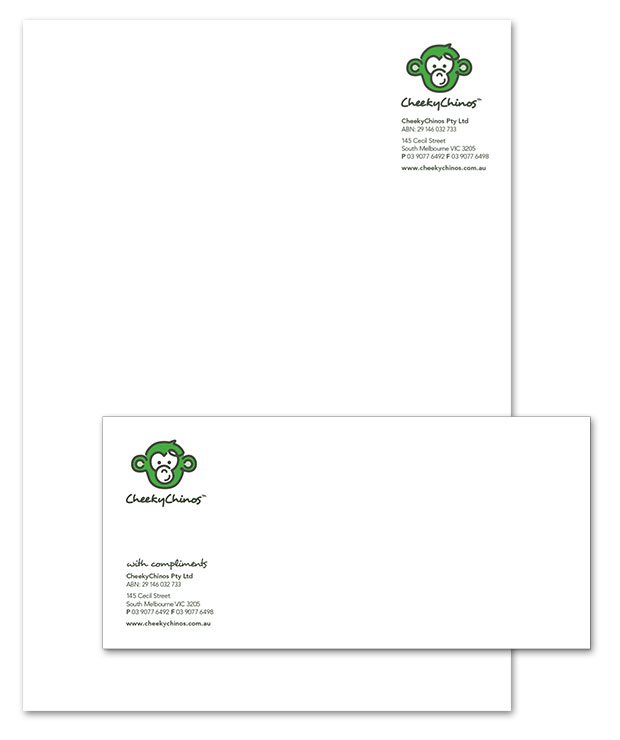 CheekyChinos™
CheekyChinos Pty Ltd
ABN: 29 146 032 733
145 Cecil Street
South Melbourne VIC 3205
P 03 9077 6492 F 03 9077 6498
www.cheekychinos.com.au
CheekyChinos™
with compliments
CheekyChinos Pty Ltd
ABN: 29 146 032 733
145 Cecil Street
South Melbourne VIC 3205
P 03 9077 6492 F 03 9077 6498
www.cheekychinos.com.au